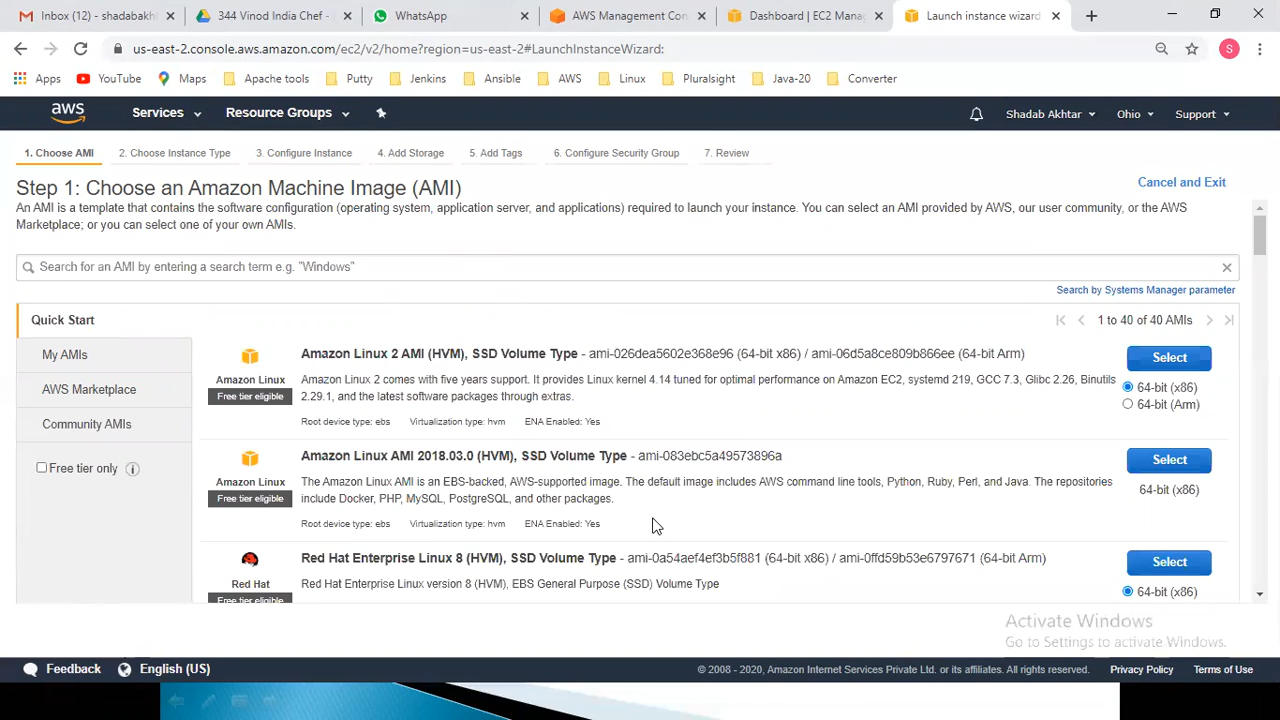 Inbox (12) - shadabakh
344 Vinod India Chef -
WhatsApp
AWS Management Con
Dashboard | EC2 Mana
Launch instance wizard
us-east-2.console.aws.amazon.com/ec2/v2/home?region=us-east-2#LaunchInstanceWizard:
S
Apps
YouTube
Maps
Apache tools
Putty
Jenkins
Ansible
AWS
Linux
Pluralsight
Java-20
Converter
aws
Services
Resource Groups
Shadab Akhtar
Ohio
Support
1. Choose AMI
2. Choose Instance Type
3. Configure Instance
4. Add Storage
5. Add Tags
6. Configure Security Group
7. Review
Step 1: Choose an Amazon Machine Image (AMI)
Cancel and Exit
An AMI is a template that contains the software configuration (operating system, application server, and applications) required to launch your instance. You can select an AMI provided by AWS, our user community, or the AWS
Marketplace; or you can select one of your own AMIs.
Search for an AMI by entering a search term e.g. "Windows"
Search by Systems Manager parameter
Quick Start
1 to 40 of 40 AMIs
My AMIs
AWS Marketplace
Community AMIs
Free tier only
Amazon Linux
Free tier eligible
Amazon Linux 2 AMI (HVM), SSD Volume Type - ami-026dea5602e368e96 (64-bit x86) / ami-06d5a8ce809b866ee (64-bit Arm)
Amazon Linux 2 comes with five years support. It provides Linux kernel 4.14 tuned for optimal performance on Amazon EC2, systemd 219, GCC 7.3, Glibc 2.26, Binutils
2.29.1, and the latest software packages through extras.
Root device type: ebs Virtualization type: hvm ENA Enabled: Yes
Select
64-bit (x86)
64-bit (Arm)
Amazon Linux
Free tier eligible
Amazon Linux AMI 2018.03.0 (HVM), SSD Volume Type - ami-083ebc5a49573896a
The Amazon Linux AMI is an EBS-backed, AWS-supported image. The default image includes AWS command line tools, Python, Ruby, Perl, and Java. The repositories
include Docker, PHP, MySQL, PostgreSQL, and other packages.
Root device type: ebs Virtualization type: hvm ENA Enabled: Yes
Select
64-bit (x86)
Red Hat
Free tier eligible
Red Hat Enterprise Linux 8 (HVM), SSD Volume Type - ami-0a54aef4ef3b5f881 (64-bit x86) / ami-0ffd59b53e6797671 (64-bit Arm)
Red Hat Enterprise Linux version 8 (HVM), EBS General Purpose (SSD) Volume Type
Select
64-bit (x86)
Activate Windows
Go to Settings to activate Windows.
Feedback
English (US)
© 2008 - 2020, Amazon Internet Services Private Ltd. or its affiliates. All rights reserved.
Privacy Policy
Terms of Use